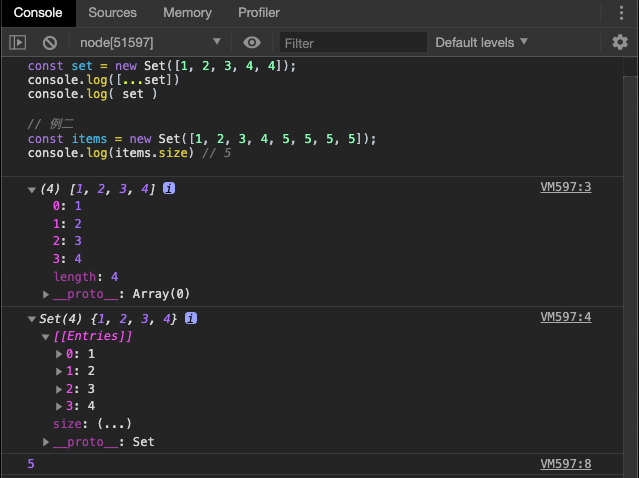 Console Sources Memory Profiler
node[51597] Filter Default levels
const set = new Set([1, 2, 3, 4, 4]);
console.log([...set])
console.log( set )
// 例二
const items = new Set([1, 2, 3, 4, 5, 5, 5, 5]);
console.log(items.size) // 5
(4) [1, 2, 3, 4] i VM597:3
0: 1
1: 2
2: 3
3: 4
length: 4
__proto__: Array(0)
Set(4) {1, 2, 3, 4} i VM597:4
[[Entries]]
0: 1
1: 2
2: 3
3: 4
size: (...)
__proto__: Set
5 VM597:8